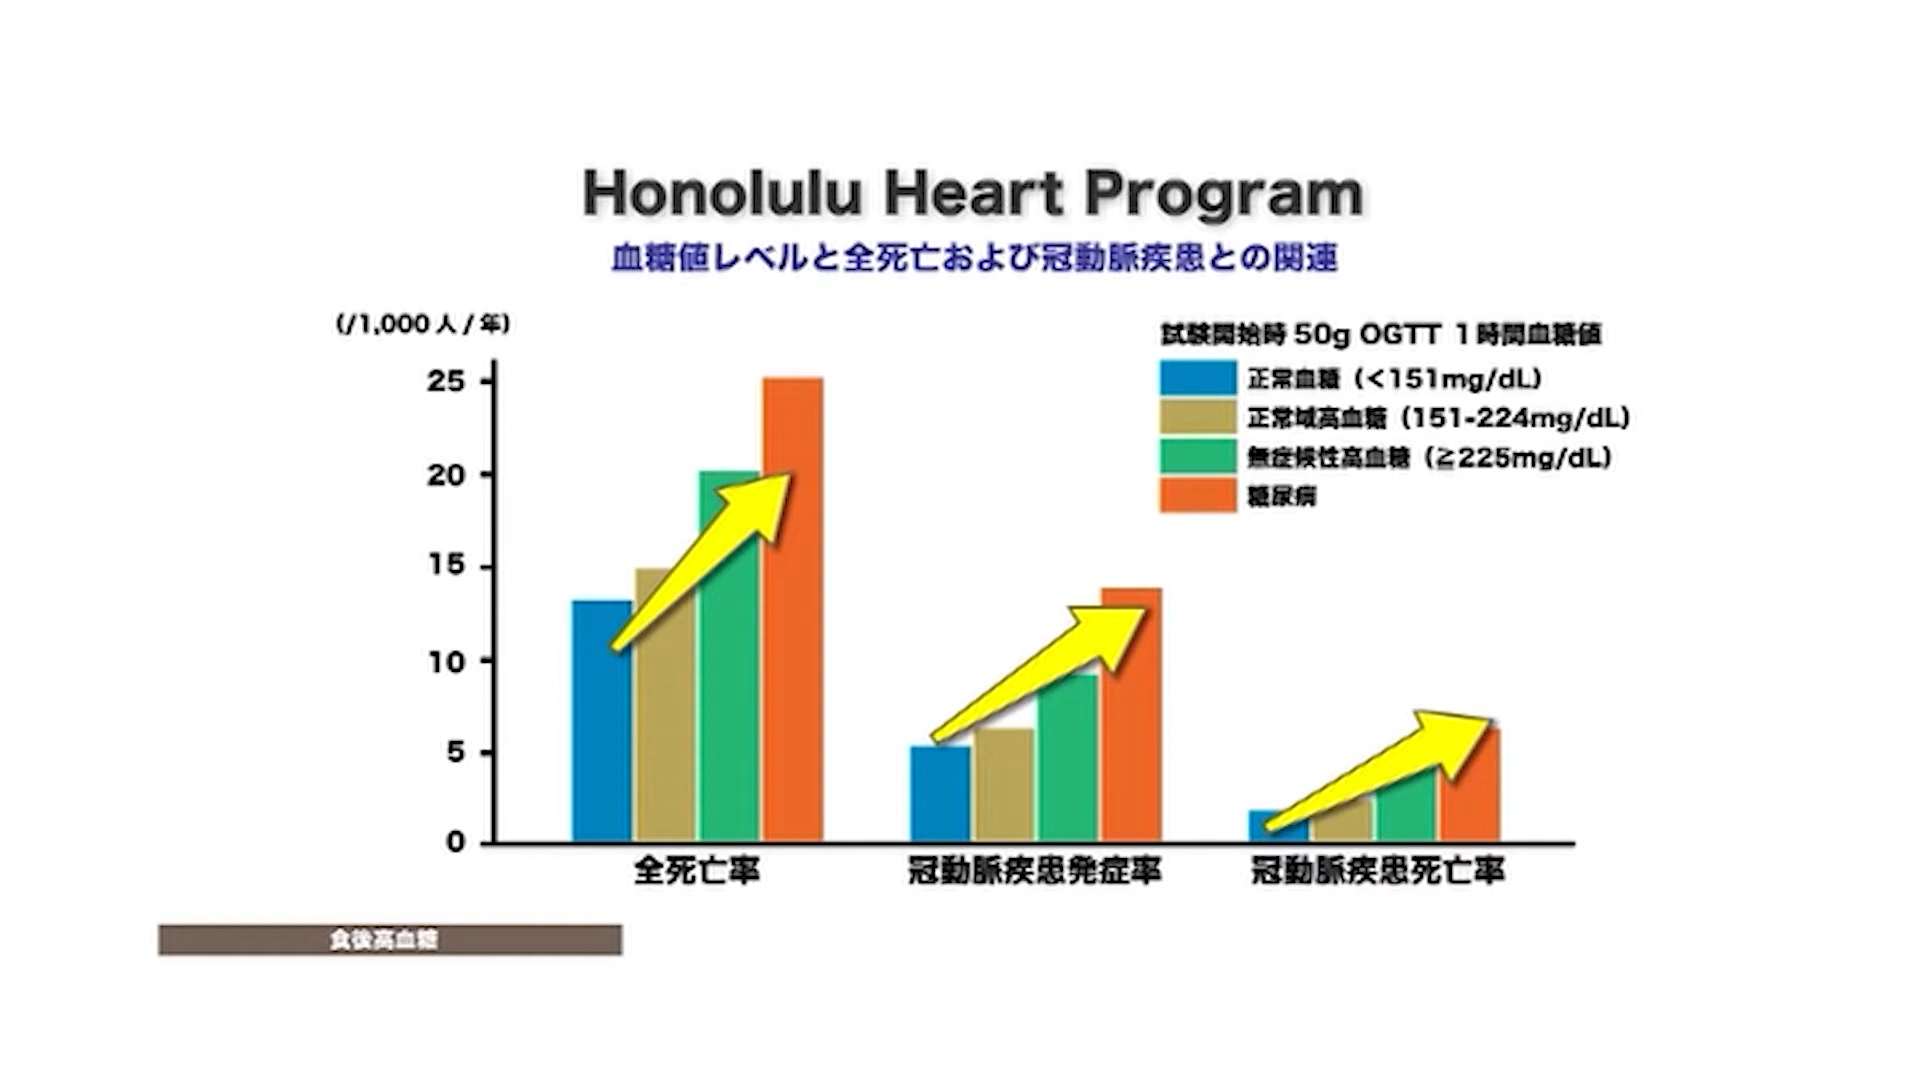 Honolulu Heart Program
血糖値レベルと全死亡および冠動脈疾患との関連
(/1,000 人 / 年)
試験開始時 50g OGTT 1時間血糖値
正常血糖（<151mg/dL）
正常域高血糖（151-224mg/dL）
無症候性高血糖（≧225mg/dL）
糖尿病
25
20
15
10
5
0
全死亡率
冠動脈疾患発症率
冠動脈疾患死亡率
食後高血糖